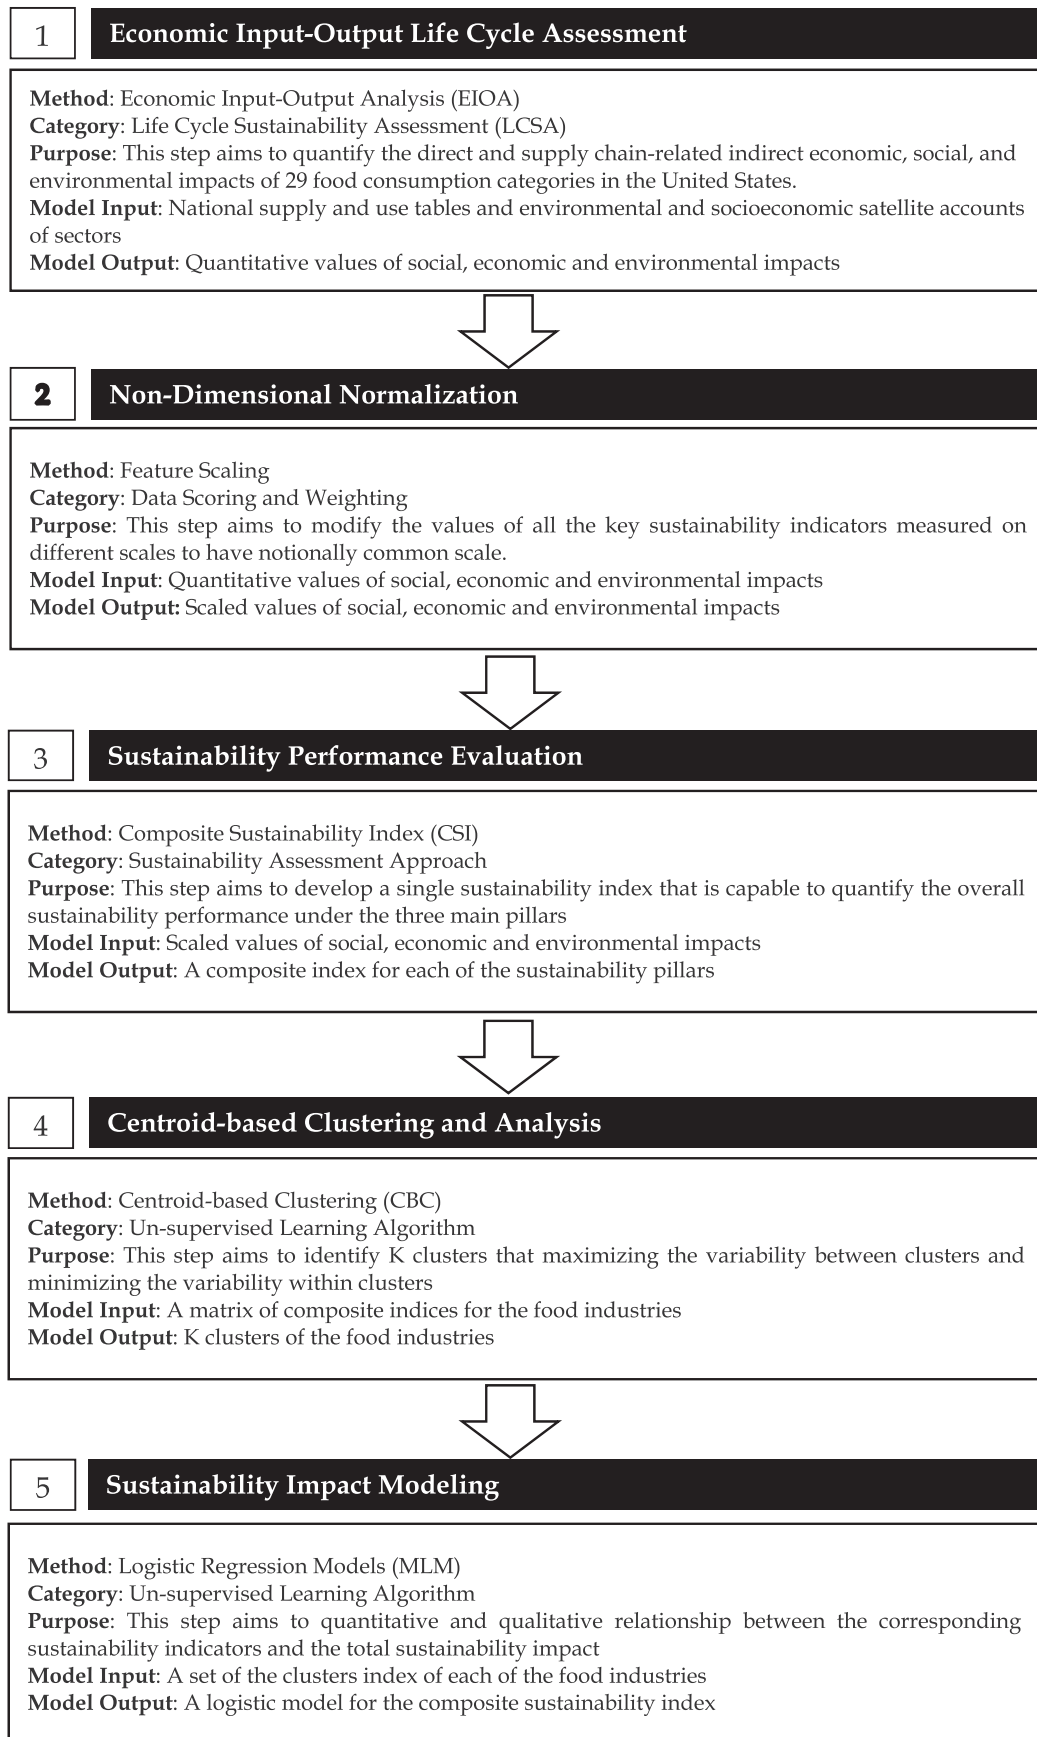 1
Economic Input-Output Life Cycle Assessment
Method: Economic Input-Output Analysis (EIOA)
Category: Life Cycle Sustainability Assessment (LCSA)
Purpose: This step aims to quantify the direct and supply chain-related indirect economic, social, and
environmental impacts of 29 food consumption categories in the United States.
Model Input: National supply and use tables and environmental and socioeconomic satellite accounts
of sectors
Model Output: Quantitative values of social, economic and environmental impacts
2
Non-Dimensional Normalization
Method: Feature Scaling
Category: Data Scoring and Weighting
Purpose: This step aims to modify the values of all the key sustainability indicators measured on
different scales to have notionally common scale.
Model Input: Quantitative values of social, economic and environmental impacts
Model Output: Scaled values of social, economic and environmental impacts
3
Sustainability Performance Evaluation
Method: Composite Sustainability Index (CSI)
Category: Sustainability Assessment Approach
Purpose: This step aims to develop a single sustainability index that is capable to quantify the overall
sustainability performance under the three main pillars
Model Input: Scaled values of social, economic and environmental impacts
Model Output: A composite index for each of the sustainability pillars
4
Centroid-based Clustering and Analysis
Method: Centroid-based Clustering (CBC)
Category: Un-supervised Learning Algorithm
Purpose: This step aims to identify K clusters that maximizing the variability between clusters and
minimizing the variability within clusters
Model Input: A matrix of composite indices for the food industries
Model Output: K clusters of the food industries
5
Sustainability Impact Modeling
Method: Logistic Regression Models (MLM)
Category: Un-supervised Learning Algorithm
Purpose: This step aims to quantitative and qualitative relationship between the corresponding
sustainability indicators and the total sustainability impact
Model Input: A set of the clusters index of each of the food industries
Model Output: A logistic model for the composite sustainability index